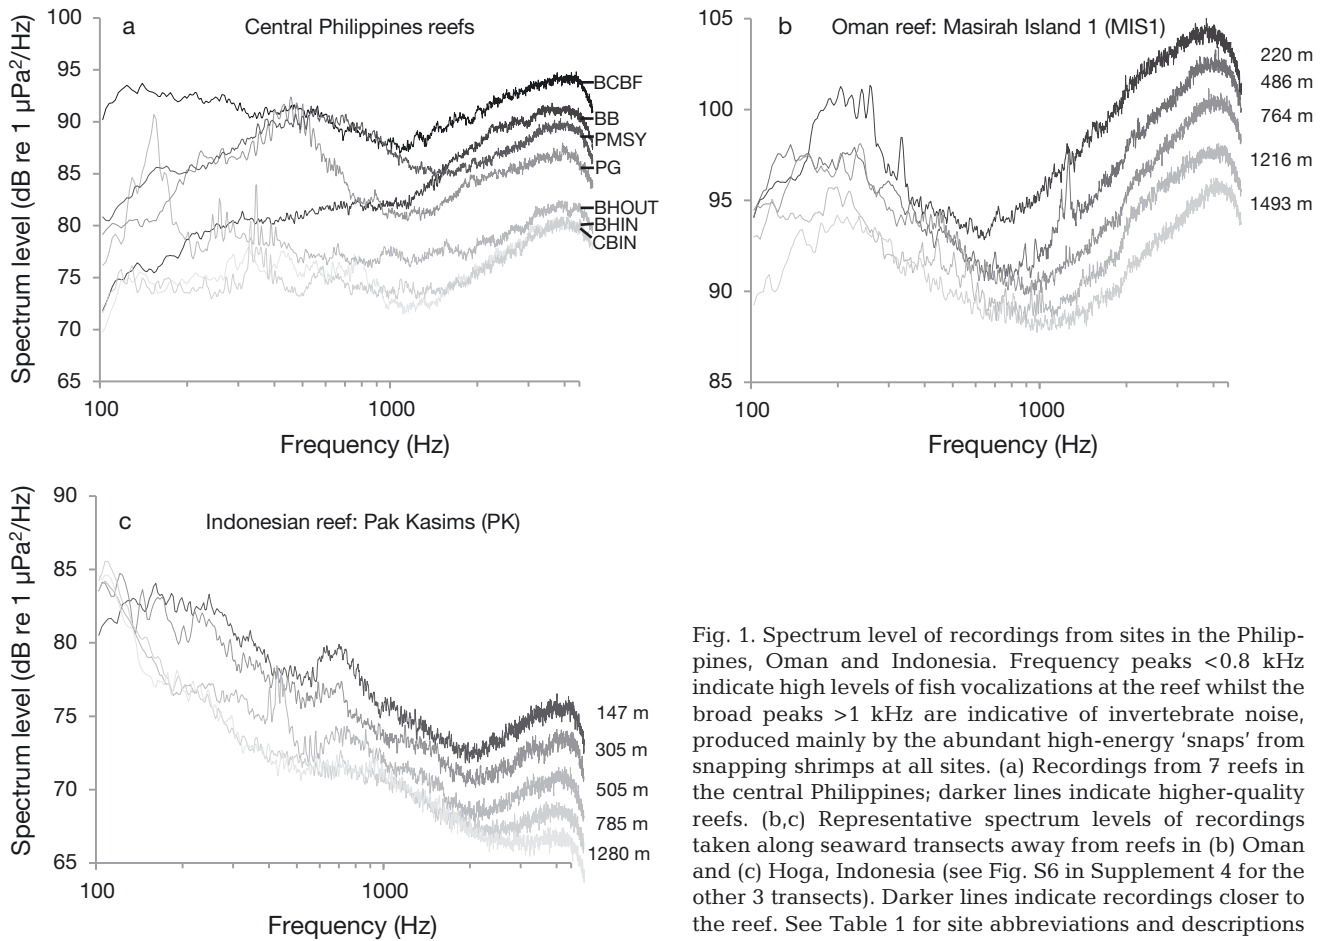 a Central Philippines reefs
Spectrum level (dB re 1 µPa²/Hz)
100
95
90
85
80
75
70
65
BCBF
BB
PMSY
PG
BHOUT
BHIN
CBIN
100 1000
Frequency (Hz)
b Oman reef: Masirah Island 1 (MIS1)
105
100
95
90
85
220 m
486 m
764 m
1216 m
1493 m
100 1000
Frequency (Hz)
c Indonesian reef: Pak Kasims (PK)
Spectrum level (dB re 1 µPa²/Hz)
90
85
80
75
70
65
147 m
305 m
505 m
785 m
1280 m
100 1000
Frequency (Hz)
Fig. 1. Spectrum level of recordings from sites in the Philip-
pines, Oman and Indonesia. Frequency peaks <0.8 kHz
indicate high levels of fish vocalizations at the reef whilst the
broad peaks >1 kHz are indicative of invertebrate noise,
produced mainly by the abundant high-energy ‘snaps’ from
snapping shrimps at all sites. (a) Recordings from 7 reefs in
the central Philippines; darker lines indicate higher-quality
reefs. (b,c) Representative spectrum levels of recordings
taken along seaward transects away from reefs in (b) Oman
and (c) Hoga, Indonesia (see Fig. S6 in Supplement 4 for the
other 3 transects). Darker lines indicate recordings closer to
the reef. See Table 1 for site abbreviations and descriptions